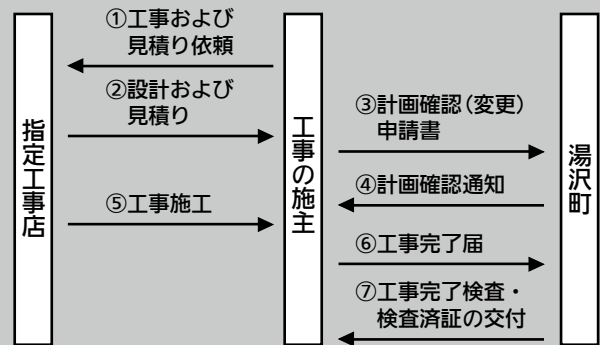 ①工事および
見積り依頼
②設計および
見積り
③計画確認(変更)
申請書
④計画確認通知
⑤工事施工
⑥工事完了届
⑦工事完了検査・
検査済証の交付
指定工事店
工事の施主
湯沢町